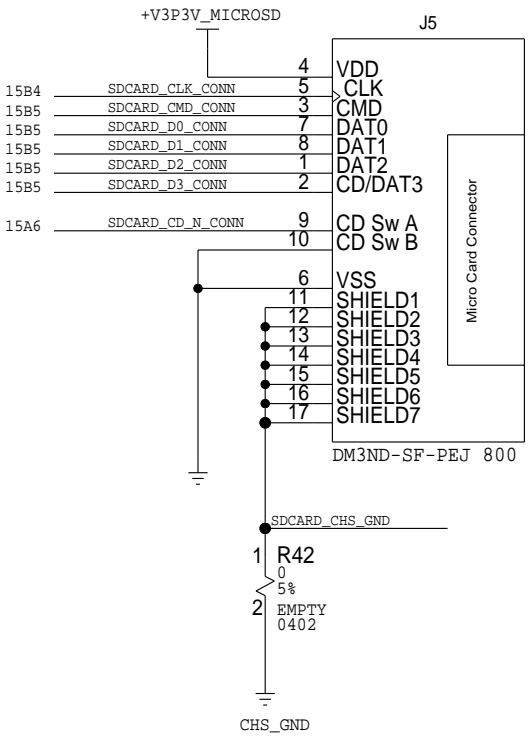 +V3P3V_MICROSD
J5
4 VDD
15B4 SDCARD_CLK_CONN 5 CLK
15B5 SDCARD_CMD_CONN 3 CMD
15B5 SDCARD_D0_CONN 7 DAT0
15B5 SDCARD_D1_CONN 8 DAT1
15B5 SDCARD_D2_CONN 1 DAT2
15B5 SDCARD_D3_CONN 2 CD/DAT3
15A6 SDCARD_CD_N_CONN 9 CD Sw A
10 CD Sw B
Micro Card Connector
6 VSS
11 SHIELD1
12 SHIELD2
13 SHIELD3
14 SHIELD4
15 SHIELD5
16 SHIELD6
17 SHIELD7
DM3ND-SF-PEJ 800
SDCARD_CHS_GND
1 R42
0
5%
2 EMPTY
0402
CHS_GND